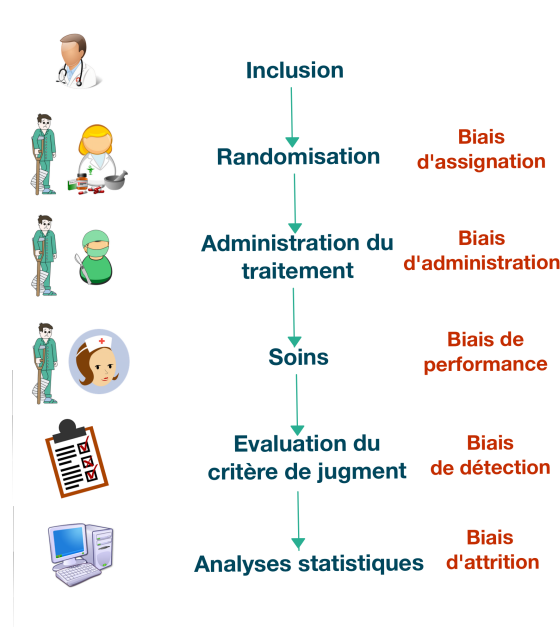 Inclusion
Randomisation
Biais
d'assignation
Administration du
traitement
Biais
d'administration
Soins
Biais de
performance
Evaluation du
critère de jugment
Biais
de détection
Analyses statistiques
Biais
d'attrition